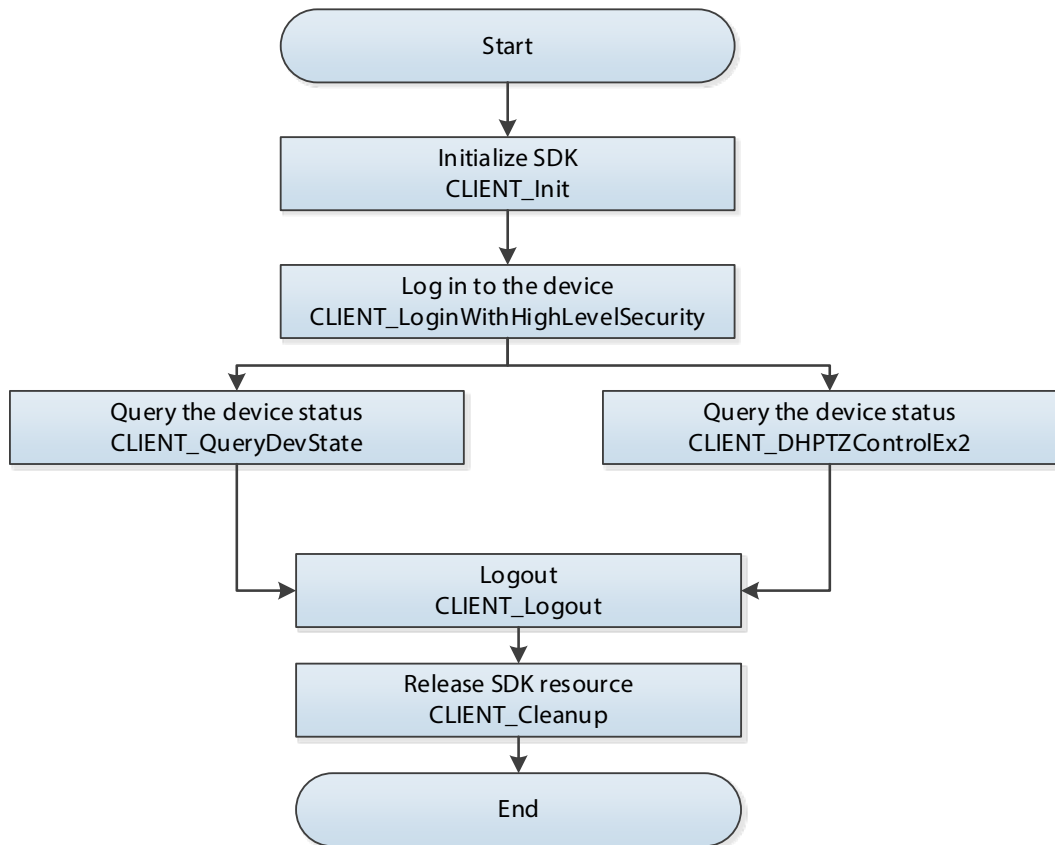 Start
Initialize SDK
CLIENT_Init
Log in to the device
CLIENT_LoginWithHighLevelSecurity
Query the device status
CLIENT_QueryDevState
Query the device status
CLIENT_DHPTZControlEx2
Logout
CLIENT_Logout
Release SDK resource
CLIENT_Cleanup
End